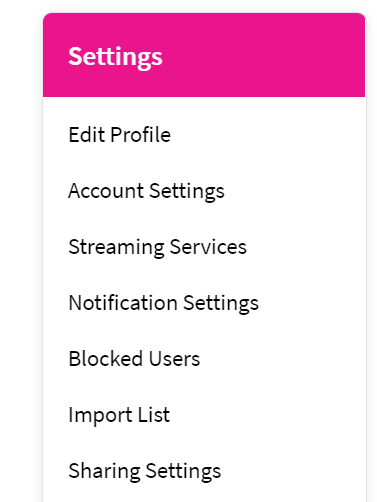 Settings
Edit Profile
Account Settings
Streaming Services
Notification Settings
Blocked Users
Import List
Sharing Settings